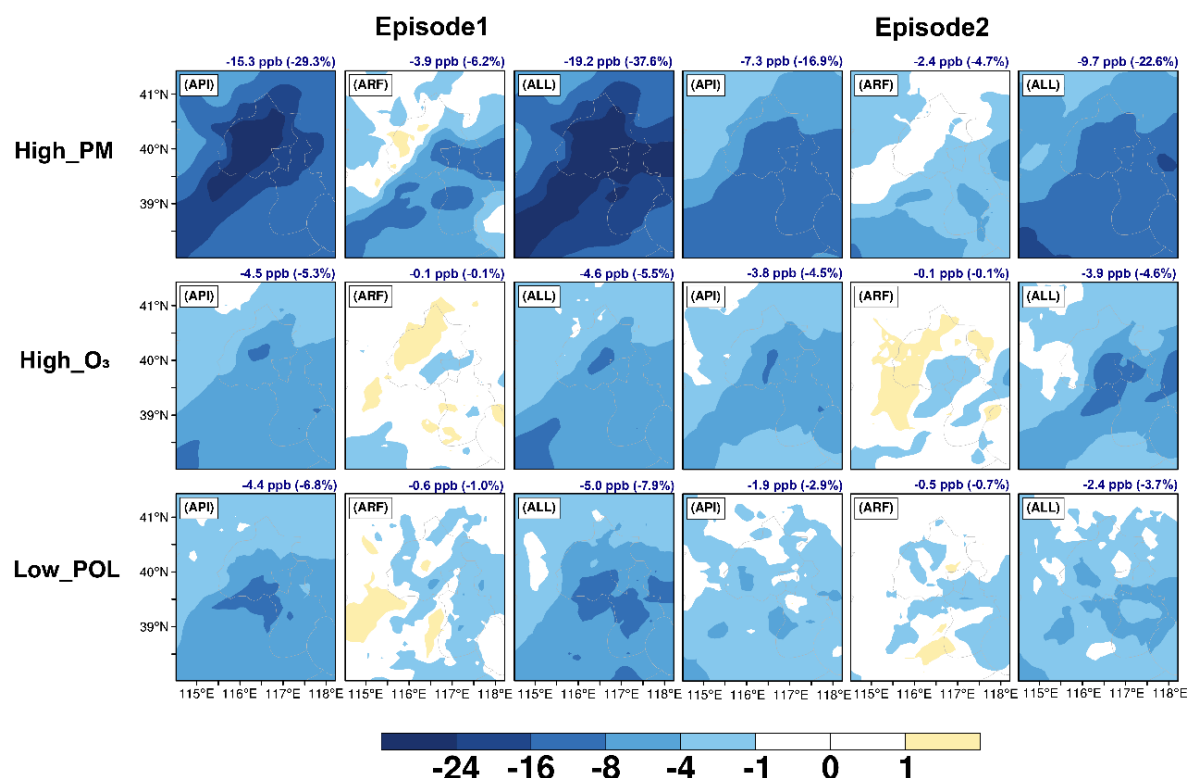 Episode1 Episode2
-15.3 ppb (-29.3%) -3.9 ppb (-6.2%) -19.2 ppb (-37.6%) -7.3 ppb (-16.9%) -2.4 ppb (-4.7%) -9.7 ppb (-22.6%)
(API) (ARF) (ALL) (API) (ARF) (ALL)
41°N
High_PM
40°N
39°N
-4.5 ppb (-5.3%) -0.1 ppb (-0.1%) -4.6 ppb (-5.5%) -3.8 ppb (-4.5%) -0.1 ppb (-0.1%) -3.9 ppb (-4.6%)
(API) (ARF) (ALL) (API) (ARF) (ALL)
41°N
High_O₃
40°N
39°N
-4.4 ppb (-6.8%) -0.6 ppb (-1.0%) -5.0 ppb (-7.9%) -1.9 ppb (-2.9%) -0.5 ppb (-0.7%) -2.4 ppb (-3.7%)
(API) (ARF) (ALL) (API) (ARF) (ALL)
41°N
Low_POL
40°N
39°N
115°E 116°E 117°E 118°E 115°E 116°E 117°E 118°E 115°E 116°E 117°E 118°E 115°E 116°E 117°E 118°E 115°E 116°E 117°E 118°E 115°E 116°E 117°E 118°E
-24 -16 -8 -4 -1 0 1